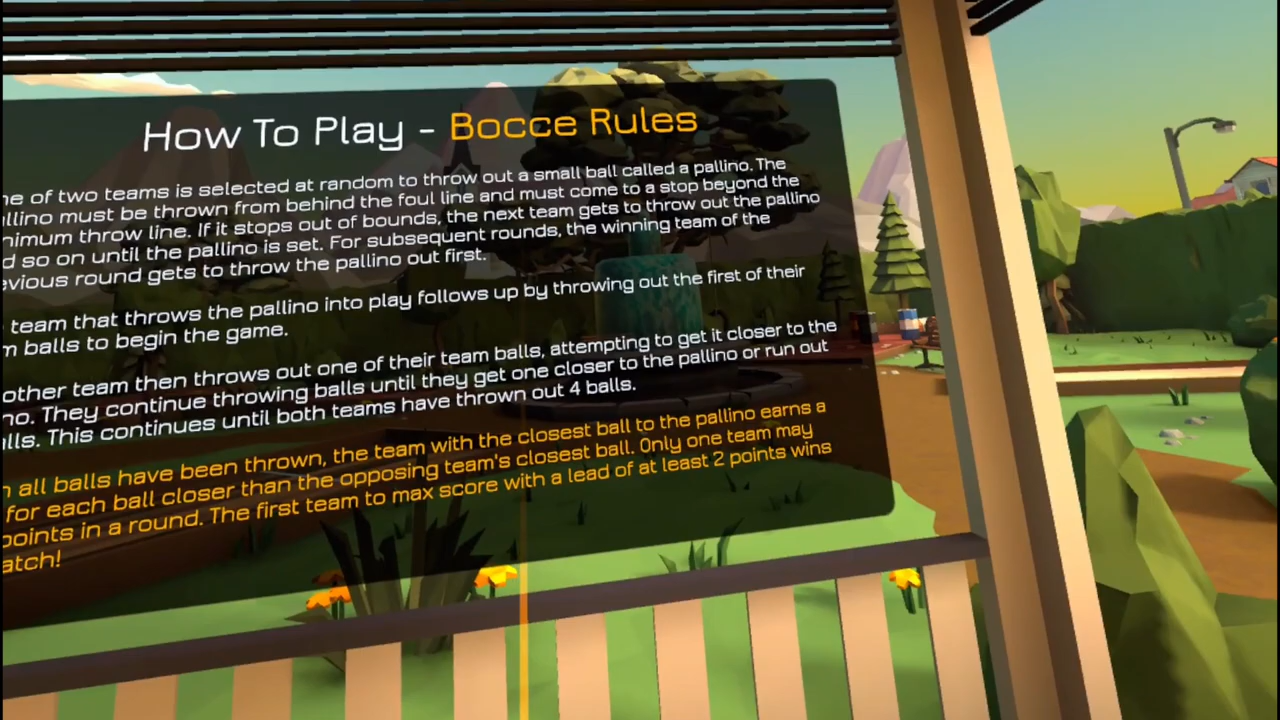 How To Play - Bocce Rules
ne of two teams is selected at random to throw out a small ball called a pallino. The
allino must be thrown from behind the foul line and must come to a stop beyond the
nimum throw line. If it stops out of bounds, the next team gets to throw out the pallino
d so on until the pallino is set. For subsequent rounds, the winning team of the
evious round gets to throw the pallino out first.
team that throws the pallino into play follows up by throwing out the first of their
m balls to begin the game.
other team then throws out one of their team balls, attempting to get it closer to the
no. They continue throwing balls until they get one closer to the pallino or run out
alls. This continues until both teams have thrown out 4 balls.
n all balls have been thrown, the team with the closest ball to the pallino earns a
for each ball closer than the opposing team's closest ball. Only one team may
points in a round. The first team to max score with a lead of at least 2 points wins
atch!